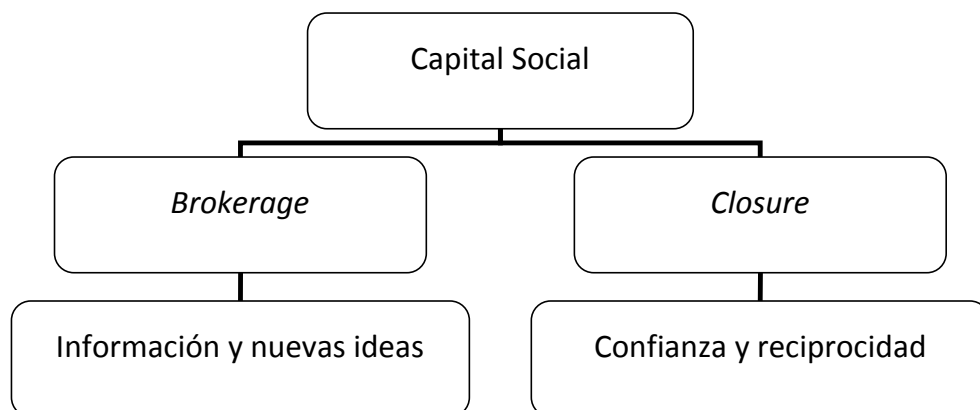 Capital Social
Brokerage
Closure
Información y nuevas ideas
Confianza y reciprocidad